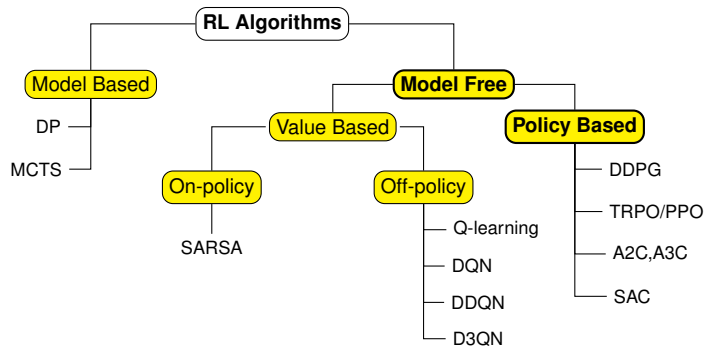 RL Algorithms
Model Based
Model Free
DP
MCTS
Value Based
Policy Based
On-policy
Off-policy
SARSA
Q-learning
DQN
DDQN
D3QN
DDPG
TRPO/PPO
A2C,A3C
SAC